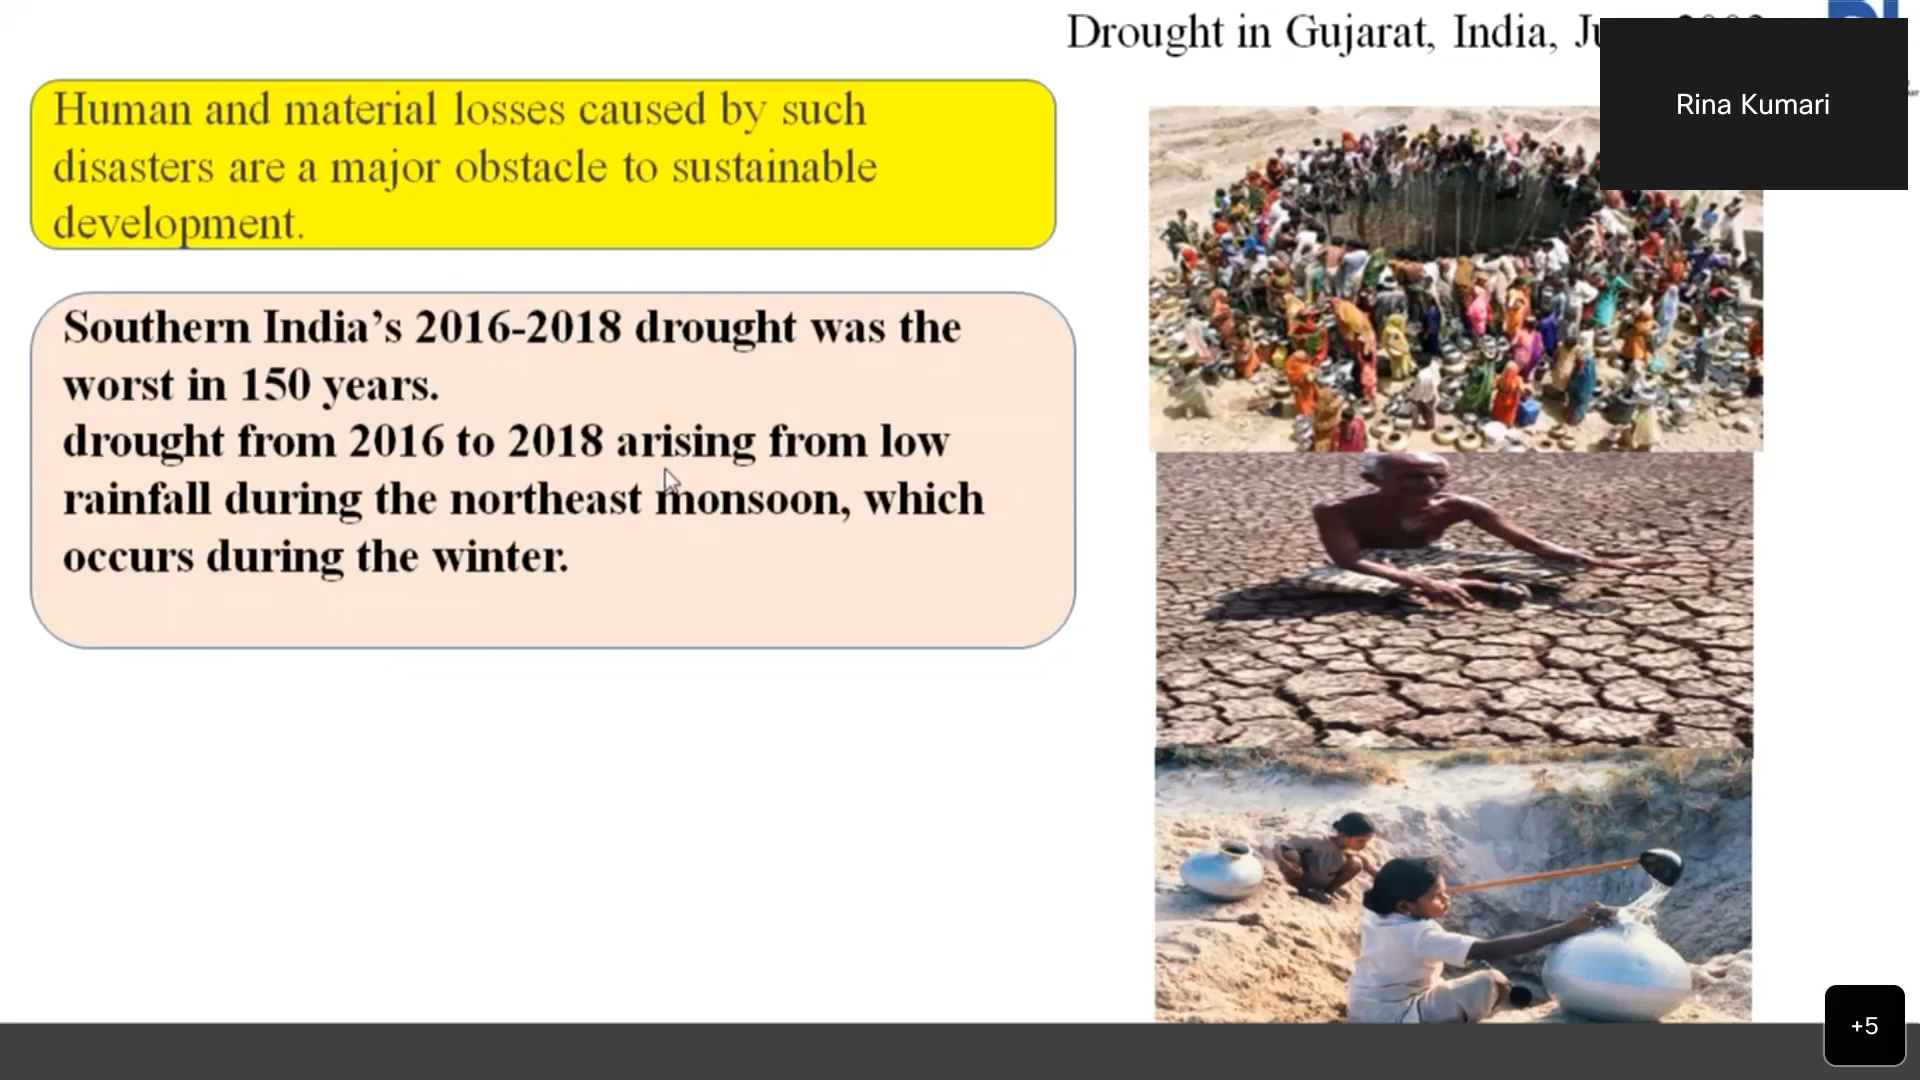 Drought in Gujarat, India,
Rina Kumari
Human and material losses caused by such
disasters are a major obstacle to sustainable
development.
Southern India’s 2016-2018 drought was the
worst in 150 years.
drought from 2016 to 2018 arising from low
rainfall during the northeast monsoon, which
occurs during the winter.
+5